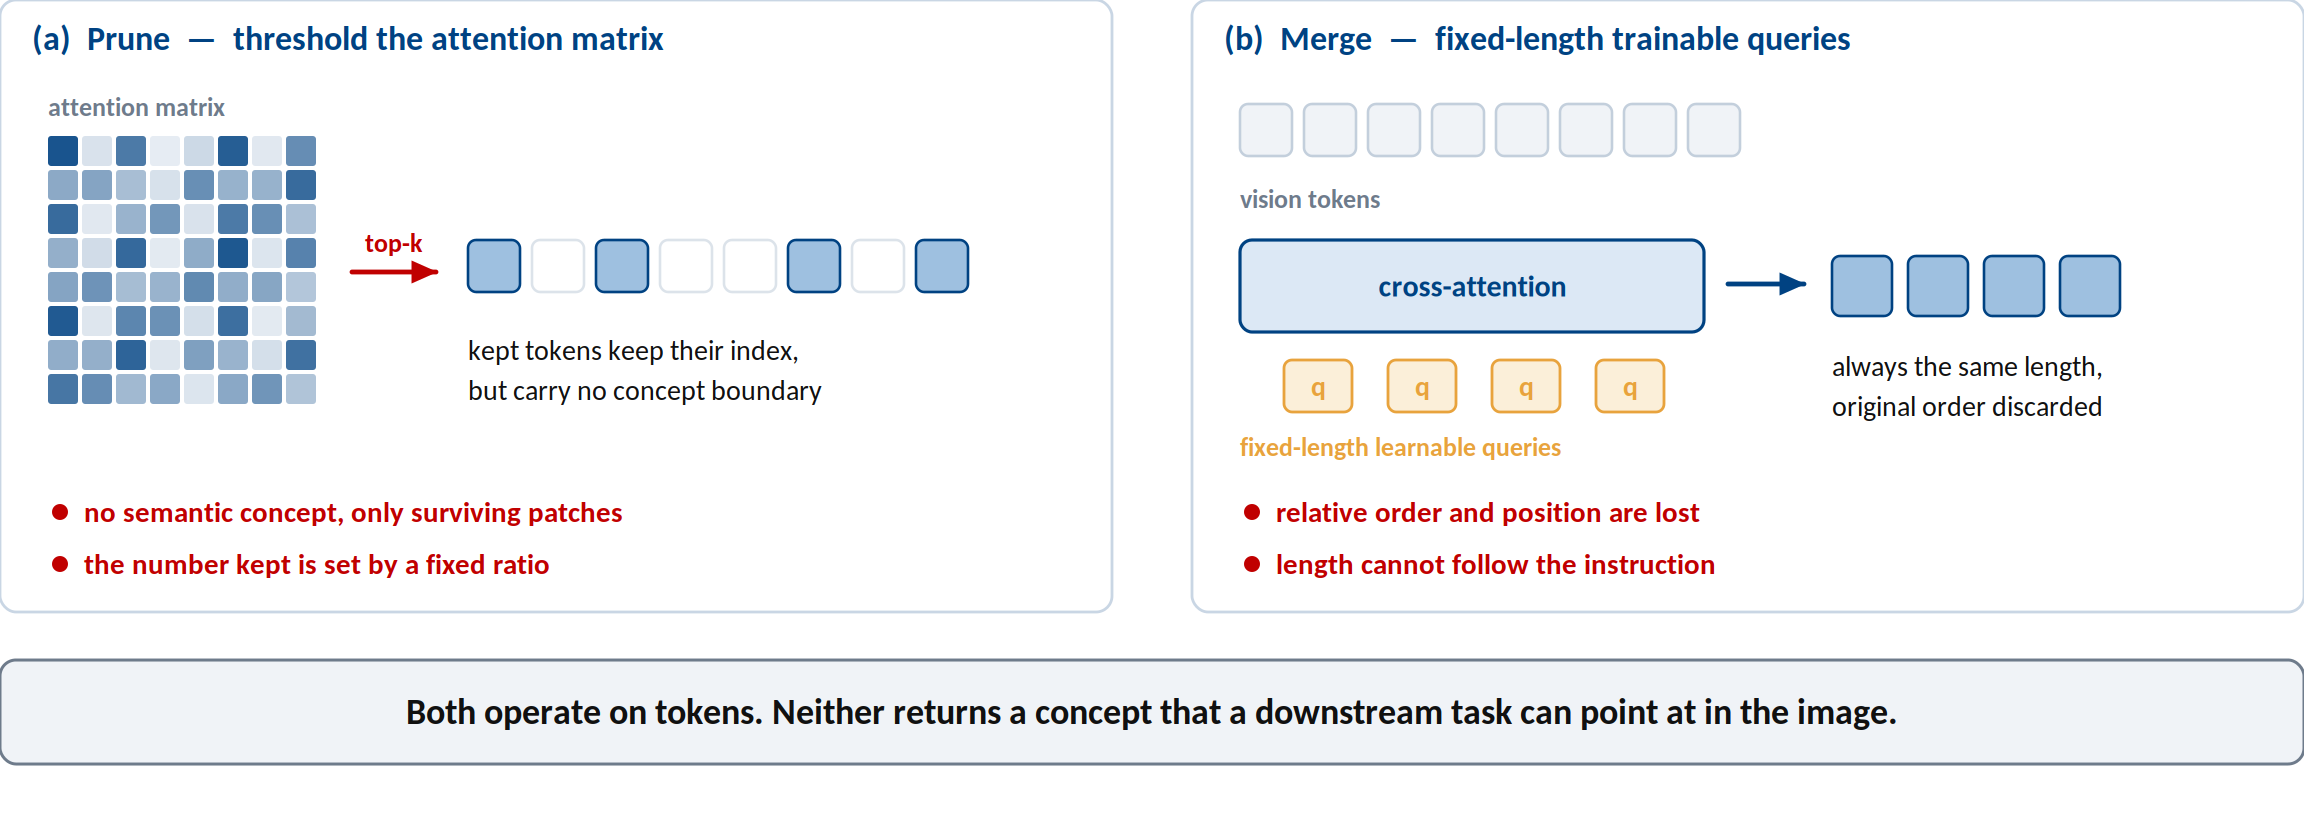 (a) Prune — threshold the attention matrix
attention matrix
top-k
kept tokens keep their index,
but carry no concept boundary
• no semantic concept, only surviving patches
• the number kept is set by a fixed ratio
(b) Merge — fixed-length trainable queries
vision tokens
cross-attention
q q q q
fixed-length learnable queries
always the same length,
original order discarded
• relative order and position are lost
• length cannot follow the instruction
Both operate on tokens. Neither returns a concept that a downstream task can point at in the image.